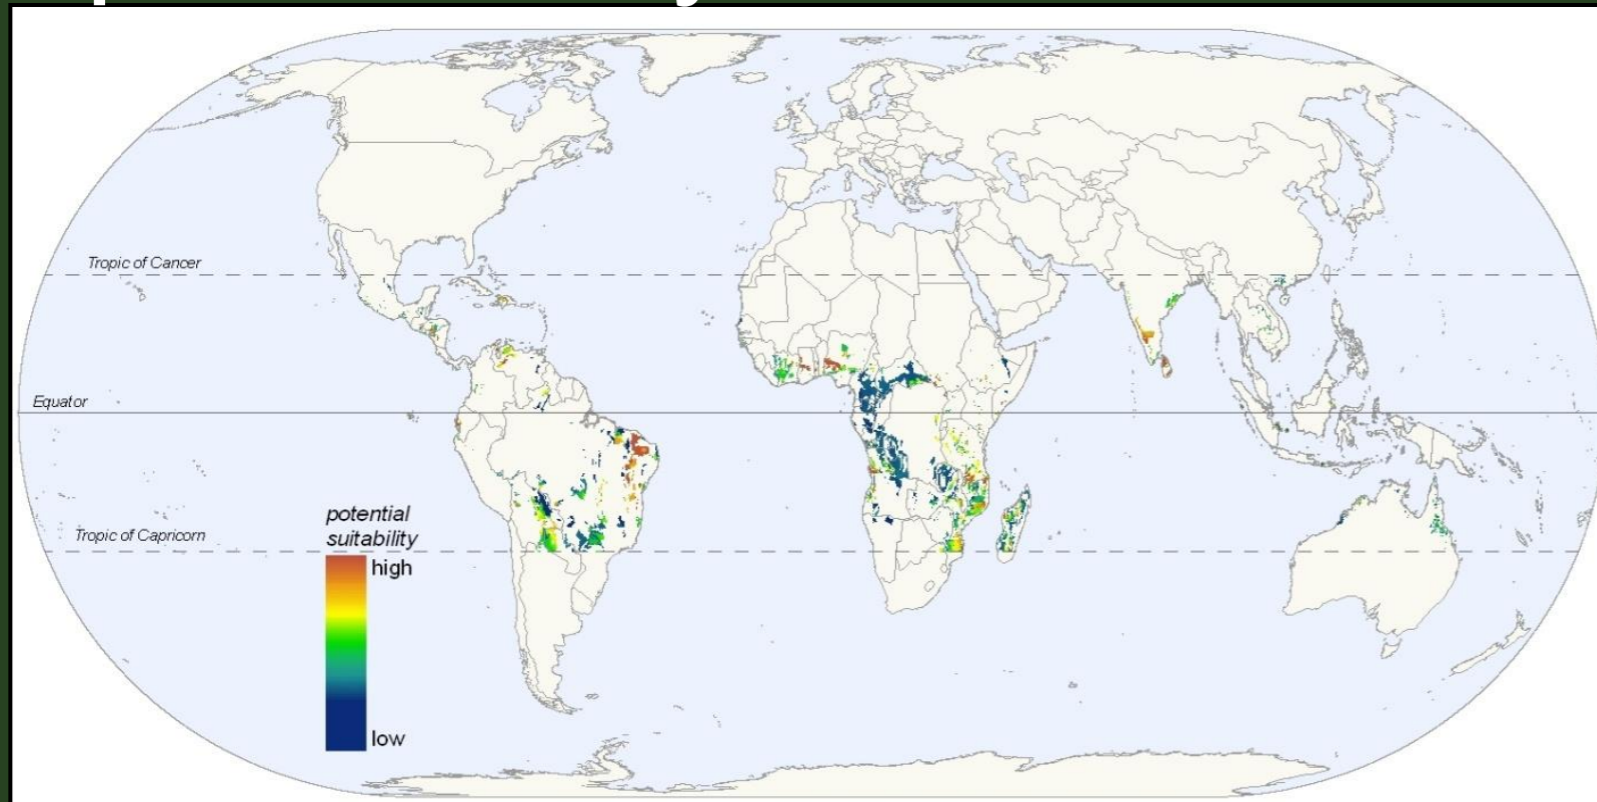 Tropic of Cancer
Equator
Tropic of Capricorn
potential
suitability
high
low